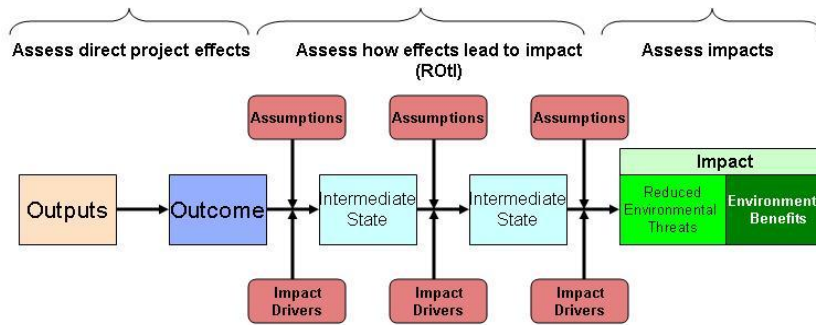 Assess direct project effects
Assess how effects lead to impact
(ROtI)
Assess impacts
Assumptions
Assumptions
Assumptions
Outputs
Outcome
Intermediate
State
Intermediate
State
Impact
Reduced
Environmental
Threats
Environment
Benefits
Impact
Drivers
Impact
Drivers
Impact
Drivers